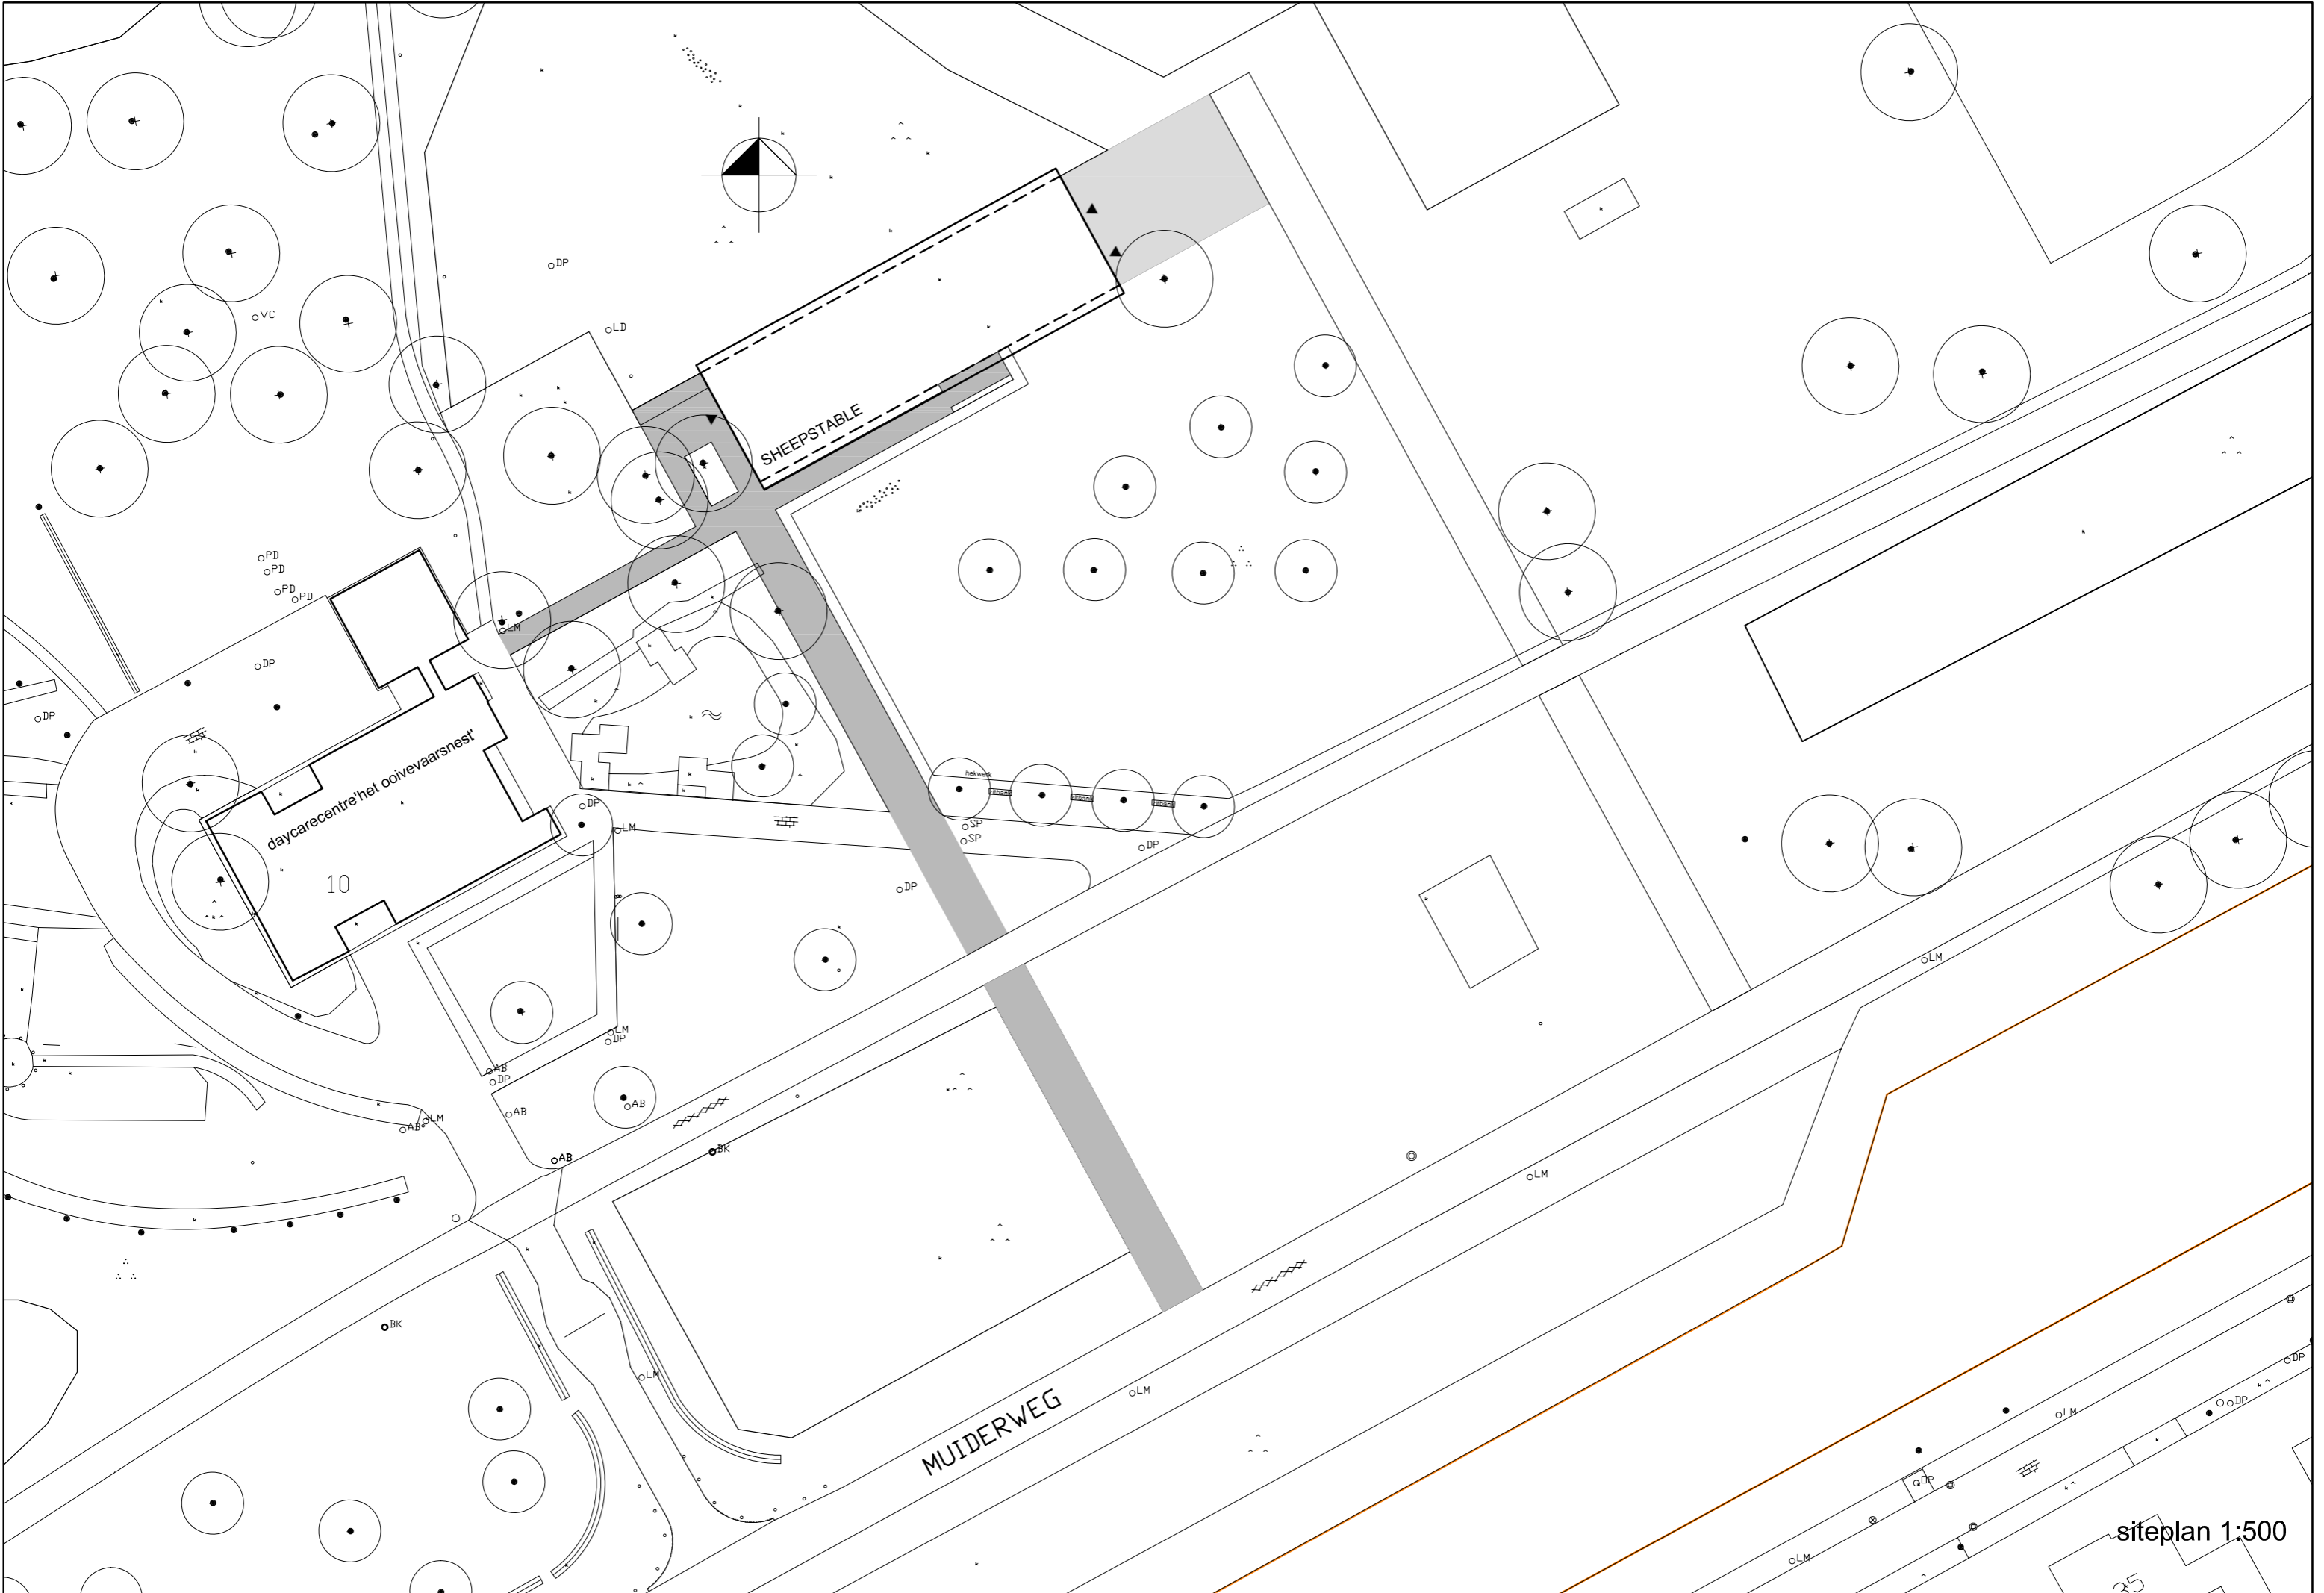 DP
VC
LD
SHEEPSTABLE
PD
PD
PD
PD
LM
DP
DP
daycarecentre'het ooivevaarsnest'
10
hekwerk
DP
LM
SP
SP
DP
DP
LM
LM
DP
AB
DP
AB
AB
LM
AB
AB
BK
LM
BK
LM
LM
MUIDERWEG
DP
DP
LM
DP
siteplan 1:500
LM
35